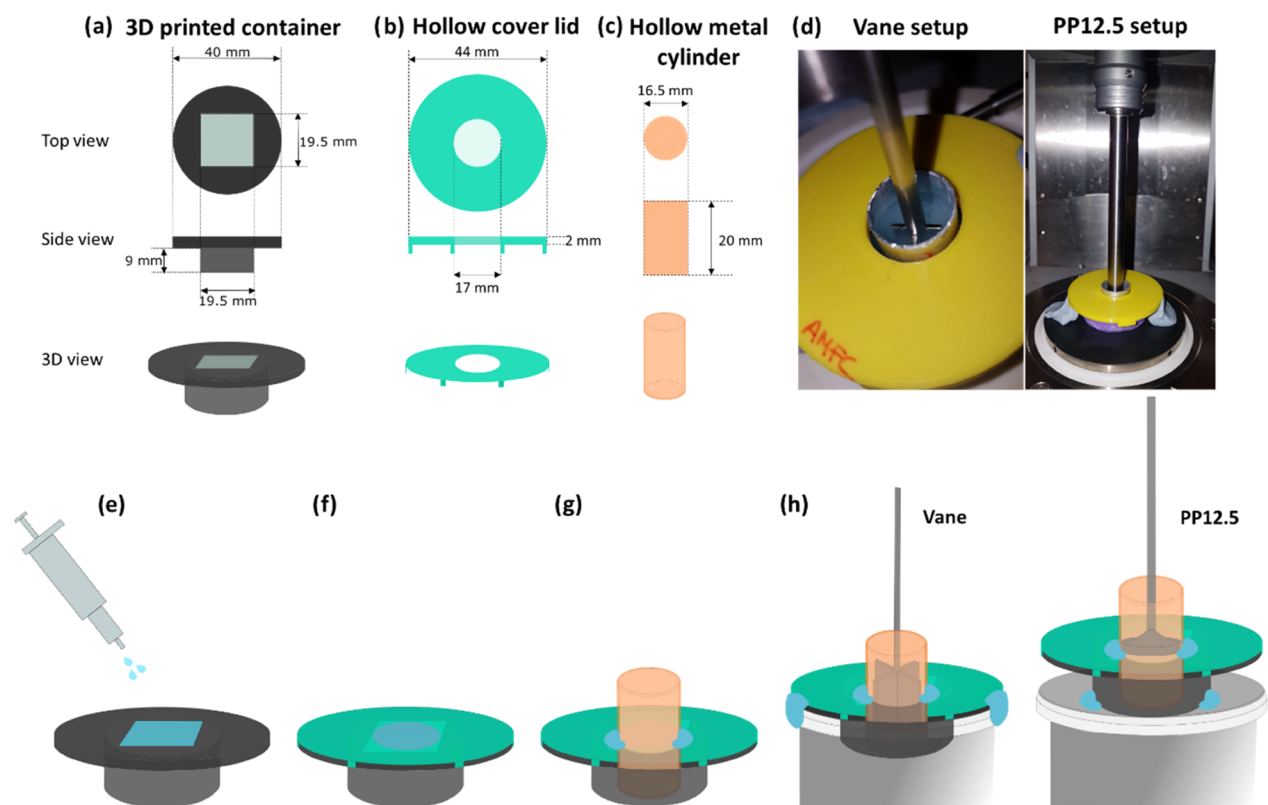 (a) 3D printed container
40 mm
(b) Hollow cover lid
44 mm
(c) Hollow metal
cylinder
16.5 mm
(d) Vane setup
PP12.5 setup
Top view
19.5 mm
Side view
9 mm
19.5 mm
2 mm
17 mm
20 mm
3D view
AMFC
(e)
(f)
(g)
(h)
Vane
PP12.5